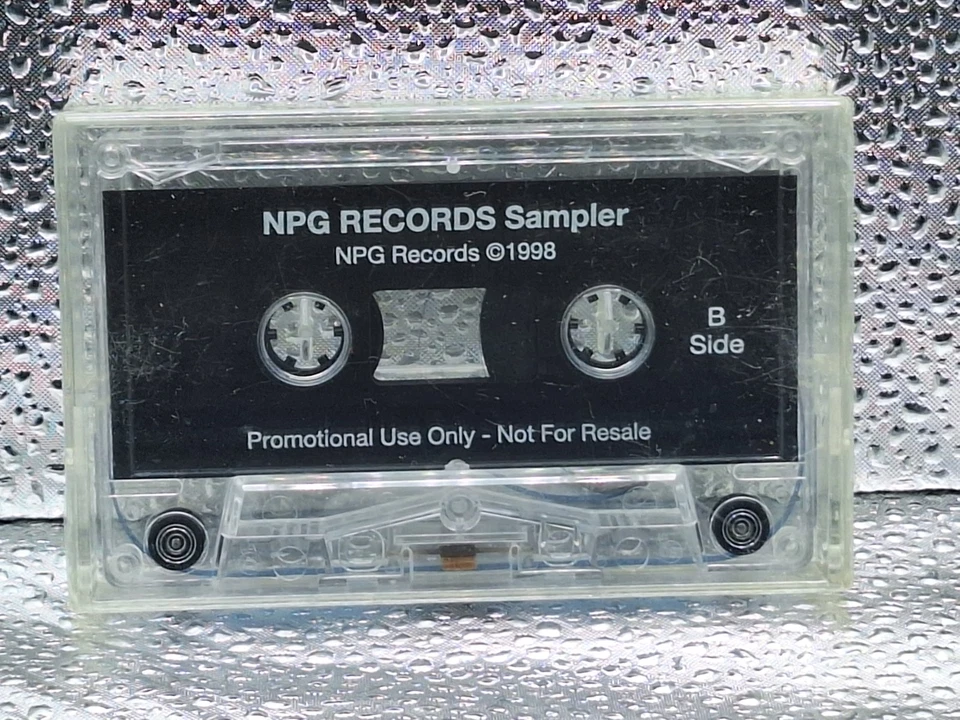 NPG RECORDS Sampler
NPG Records ©1998
B
Side
Promotional Use Only - Not For Resale